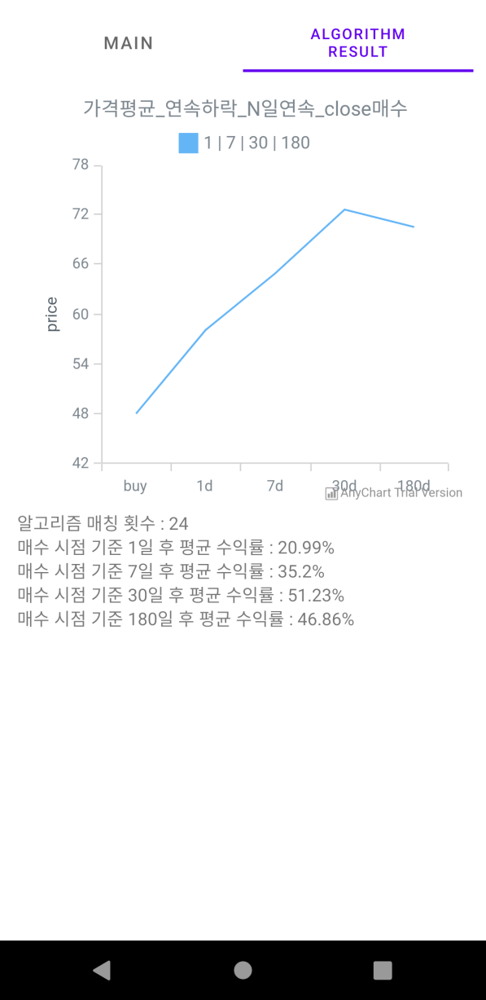 MAIN
ALGORITHM
RESULT
가격평균_연속하락_N일연속_close매수
1 | 7 | 30 | 180
78
72
66
60
54
48
42
price
buy 1d 7d 30d 180d
AnyChart Trial Version
알고리즘 매칭 횟수 : 24
매수 시점 기준 1일 후 평균 수익률 : 20.99%
매수 시점 기준 7일 후 평균 수익률 : 35.2%
매수 시점 기준 30일 후 평균 수익률 : 51.23%
매수 시점 기준 180일 후 평균 수익률 : 46.86%